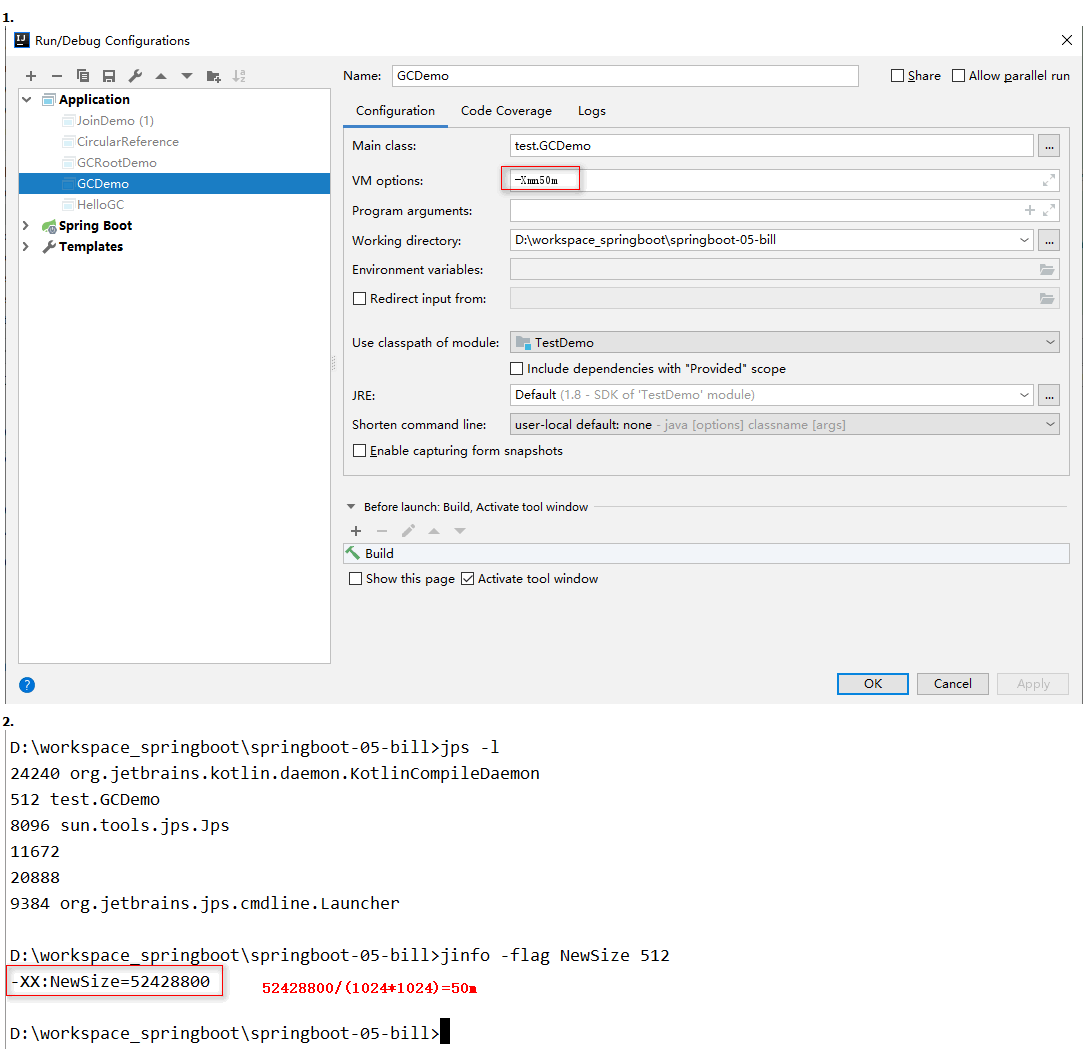 1.
Run/Debug Configurations
Name: GCDemo Share Allow parallel run
Application
JoinDemo (1)
CircularReference
GCRootDemo
GCDemo
HelloGC
Spring Boot
Templates
Configuration Code Coverage Logs
Main class: test.GCDemo ...
VM options: -Xmn50m
Program arguments:
Working directory: D:\workspace_springboot\springboot-05-bill ...
Environment variables:
Redirect input from:
Use classpath of module: TestDemo
Include dependencies with "Provided" scope
JRE: Default (1.8 - SDK of 'TestDemo' module) ...
Shorten command line: user-local default: none - java [options] classname [args]
Enable capturing form snapshots
Before launch: Build, Activate tool window
Build
Show this page Activate tool window
? OK Cancel Apply
2.
D:\workspace_springboot\springboot-05-bill>jps -l
24240 org.jetbrains.kotlin.daemon.KotlinCompileDaemon
512 test.GCDemo
8096 sun.tools.jps.Jps
11672
20888
9384 org.jetbrains.jps.cmdline.Launcher
D:\workspace_springboot\springboot-05-bill>jinfo -flag NewSize 512
-XX:NewSize=52428800 52428800/(1024*1024)=50m
D:\workspace_springboot\springboot-05-bill>